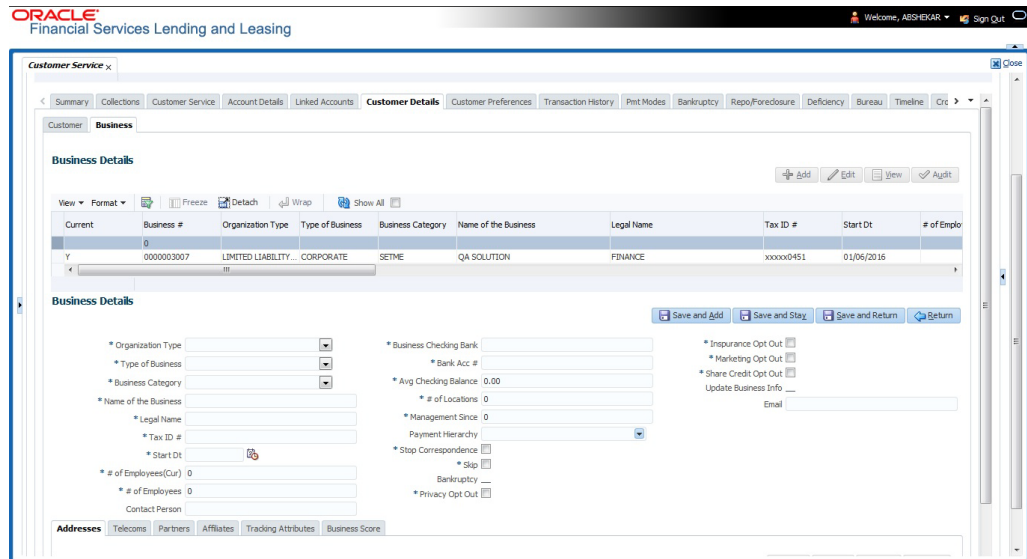 ORACLE
Financial Services Lending and Leasing
Welcome, ABSHEKAR
Sign Out
Customer Service x
Close
Summary Collections Customer Service Account Details Linked Accounts Customer Details Customer Preferences Transaction History Pmt Modes Bankruptcy Repo/Foreclosure Deficiency Bureau Timeline Crc
Customer Business
Business Details
Add Edit View Audit
View Format Freeze Detach Wrap Show All
Current Business # Organization Type Type of Business Business Category Name of the Business Legal Name Tax ID # Start Dt # of Emplo
0
Y 0000003007 LIMITED LIABILITY... CORPORATE SETME QA SOLUTION FINANCE xxxxx0451 01/06/2016
Business Details
Save and Add Save and Stay Save and Return Return
* Organization Type
* Type of Business
* Business Category
* Name of the Business
* Legal Name
* Tax ID #
* Start Dt
* # of Employees(Cur) 0
* # of Employees 0
Contact Person
* Business Checking Bank
* Bank Acc #
* Avg Checking Balance 0.00
* # of Locations 0
* Management Since 0
Payment Hierarchy
* Stop Correspondence
* Skip
Bankruptcy
* Privacy Opt Out
* Inspurance Opt Out
* Marketing Opt Out
* Share Credit Opt Out
Update Business Info
Email
Addresses Telecoms Partners Affiliates Tracking Attributes Business Score